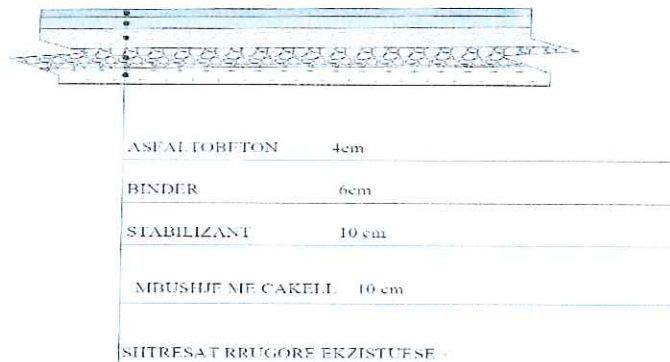 ASFALTOBETON 4cm
BINDER 6cm
STABILIZANT 10 cm
MBUSHJE ME CAKELL 10 cm
SHTRESAT RRUGORE EKZISTUESE